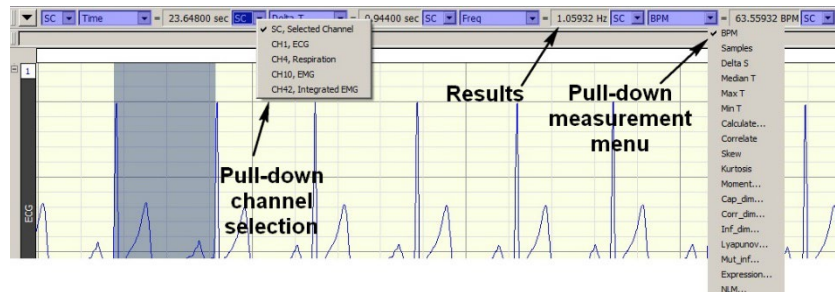 SC Time = 23.64800 sec SC Delta T = 0.94400 sec SC Freq = 1.05932 Hz SC BPM = 63.55932 BPM SC
SC, Selected Channel
CH1, ECG
CH4, Respiration
CH10, EMG
CH42, Integrated EMG
BPM
Samples
Delta S
Median T
Max T
Min T
Calculate...
Correlate
Skew
Kurtosis
Moment...
Cap_dim...
Corr_dim...
Inf_dim...
Lyapunov...
Mut_inf...
Expression...
NLM...
1
ECG
Pull-down
channel
selection
Results
Pull-down
measurement
menu